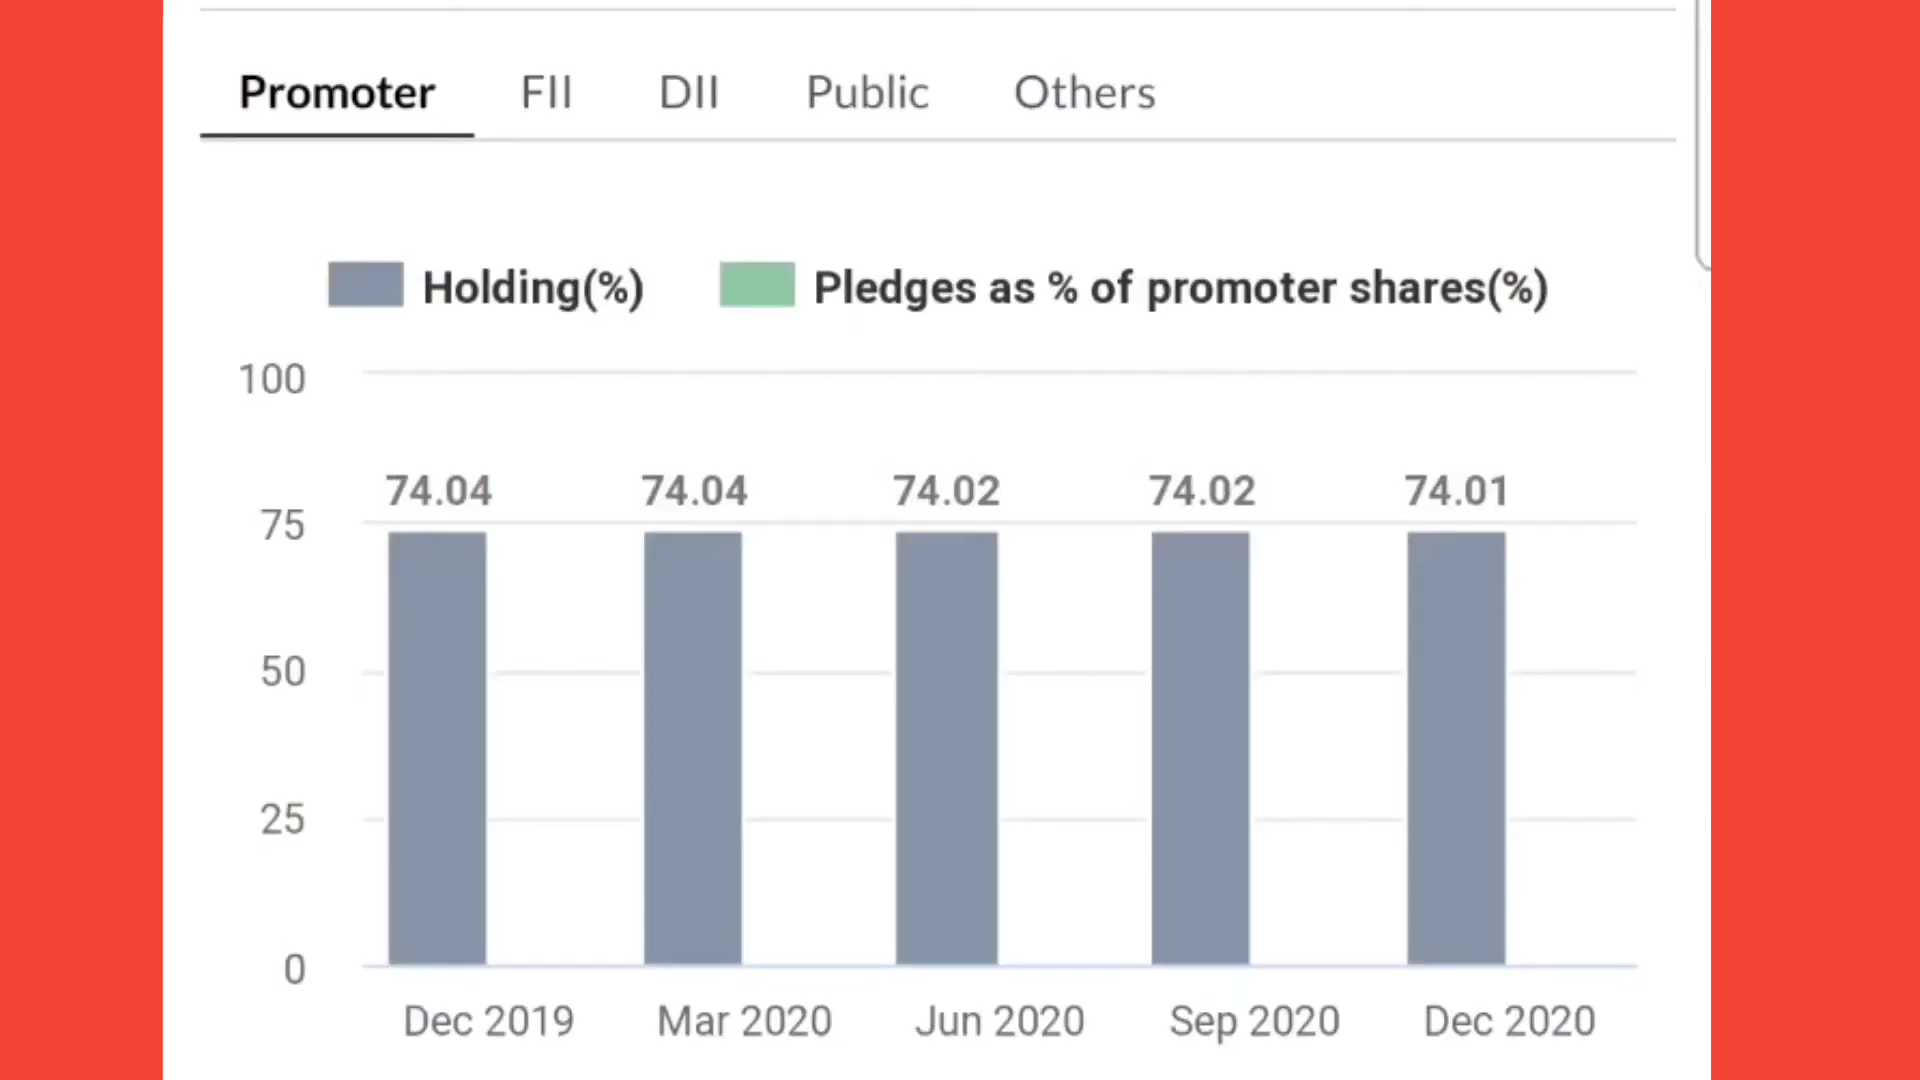 Promoter FII DII Public Others
Holding(%) Pledges as % of promoter shares(%)
100
74.04 74.04 74.02 74.02 74.01
75
50
25
0
Dec 2019 Mar 2020 Jun 2020 Sep 2020 Dec 2020